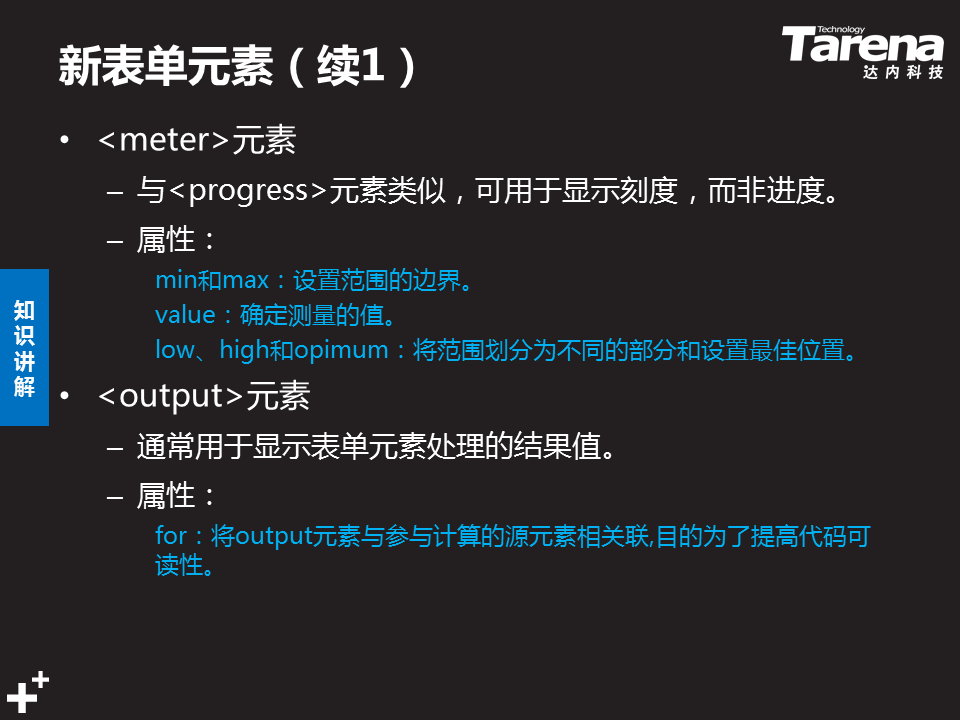 新表单元素（续1）
Technology
Tarena
达内科技
• <meter>元素
– 与<progress>元素类似，可用于显示刻度，而非进度。
– 属性：
min和max：设置范围的边界。
value：确定测量的值。
low、high和opimum：将范围划分为不同的部分和设置最佳位置。
知识讲解
• <output>元素
– 通常用于显示表单元素处理的结果值。
– 属性：
for：将output元素与参与计算的源元素相关联,目的为了提高代码可
读性。